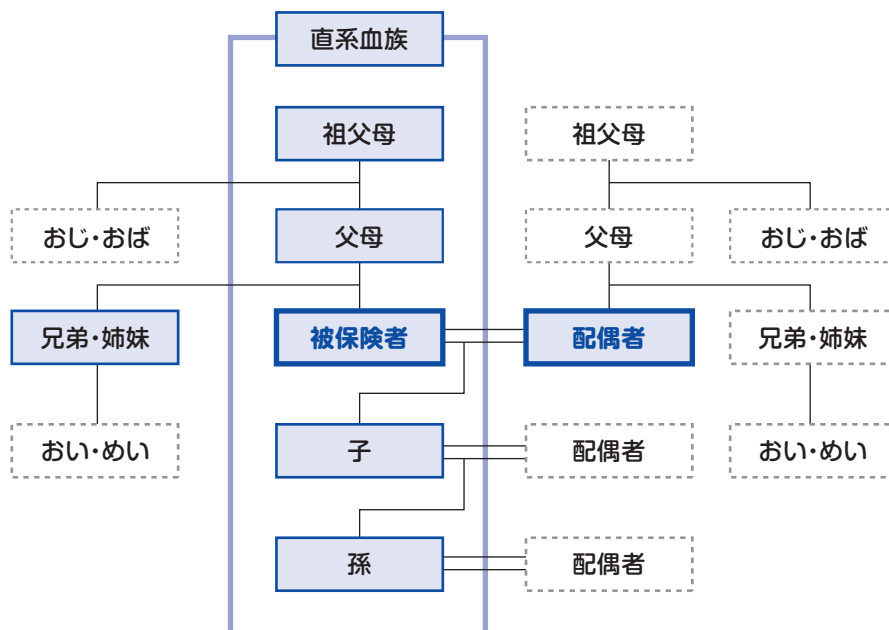 直系血族
祖父母
祖父母
おじ・おば
父母
父母
おじ・おば
兄弟・姉妹
被保険者
配偶者
兄弟・姉妹
おい・めい
子
配偶者
おい・めい
孫
配偶者